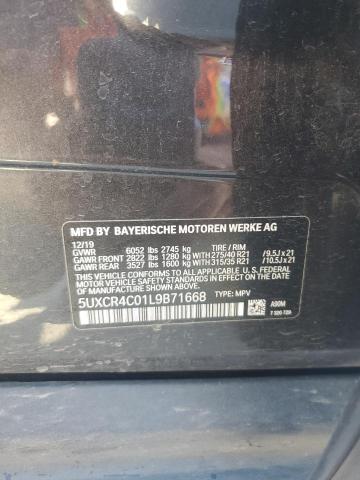 MFD BY BAYERISCHE MOTOREN WERKE AG
12/19
GVWR 6052 lbs 2745 kg TIRE / RIM
GAWR FRONT 2822 lbs 1280 kg WITH 275/40 R21 /9.5J x 21
GAWR REAR 3527 lbs 1600 kg WITH 315/35 R21 /10.5J x 21
THIS VEHICLE CONFORMS TO ALL APPLICABLE U.S. FEDERAL
MOTOR VEHICLE SAFETY STANDARDS IN EFFECT ON THE DATE OF
MANUFACTURE SHOWN ABOVE.
5UXCR4C01L9B71668 TYPE: MPV A90M